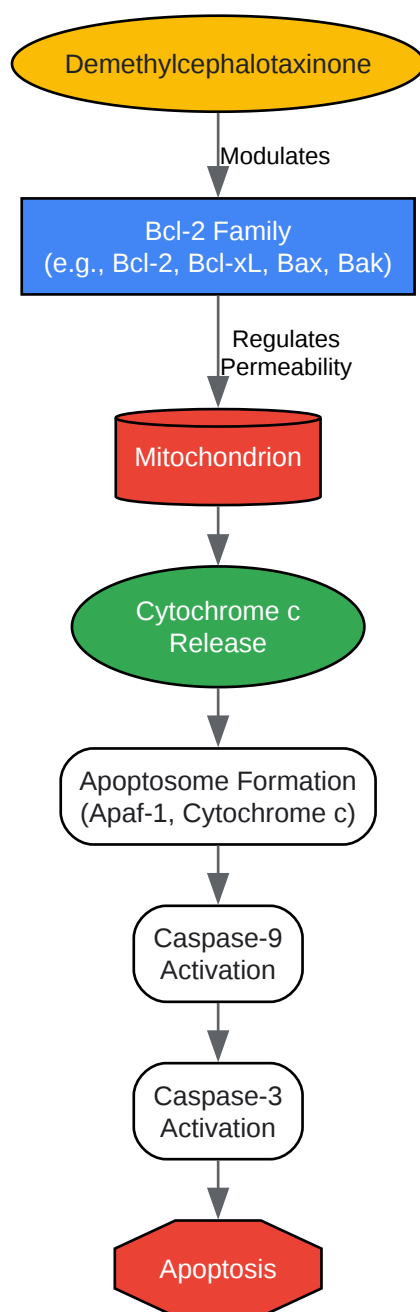 Demethylcephalotaxinone
Modulates
Bcl-2 Family
(e.g., Bcl-2, Bcl-xL, Bax, Bak)
Regulates
Permeability
Mitochondrion
Cytochrome c
Release
Apoptosome Formation
(Apaf-1, Cytochrome c)
Caspase-9
Activation
Caspase-3
Activation
Apoptosis